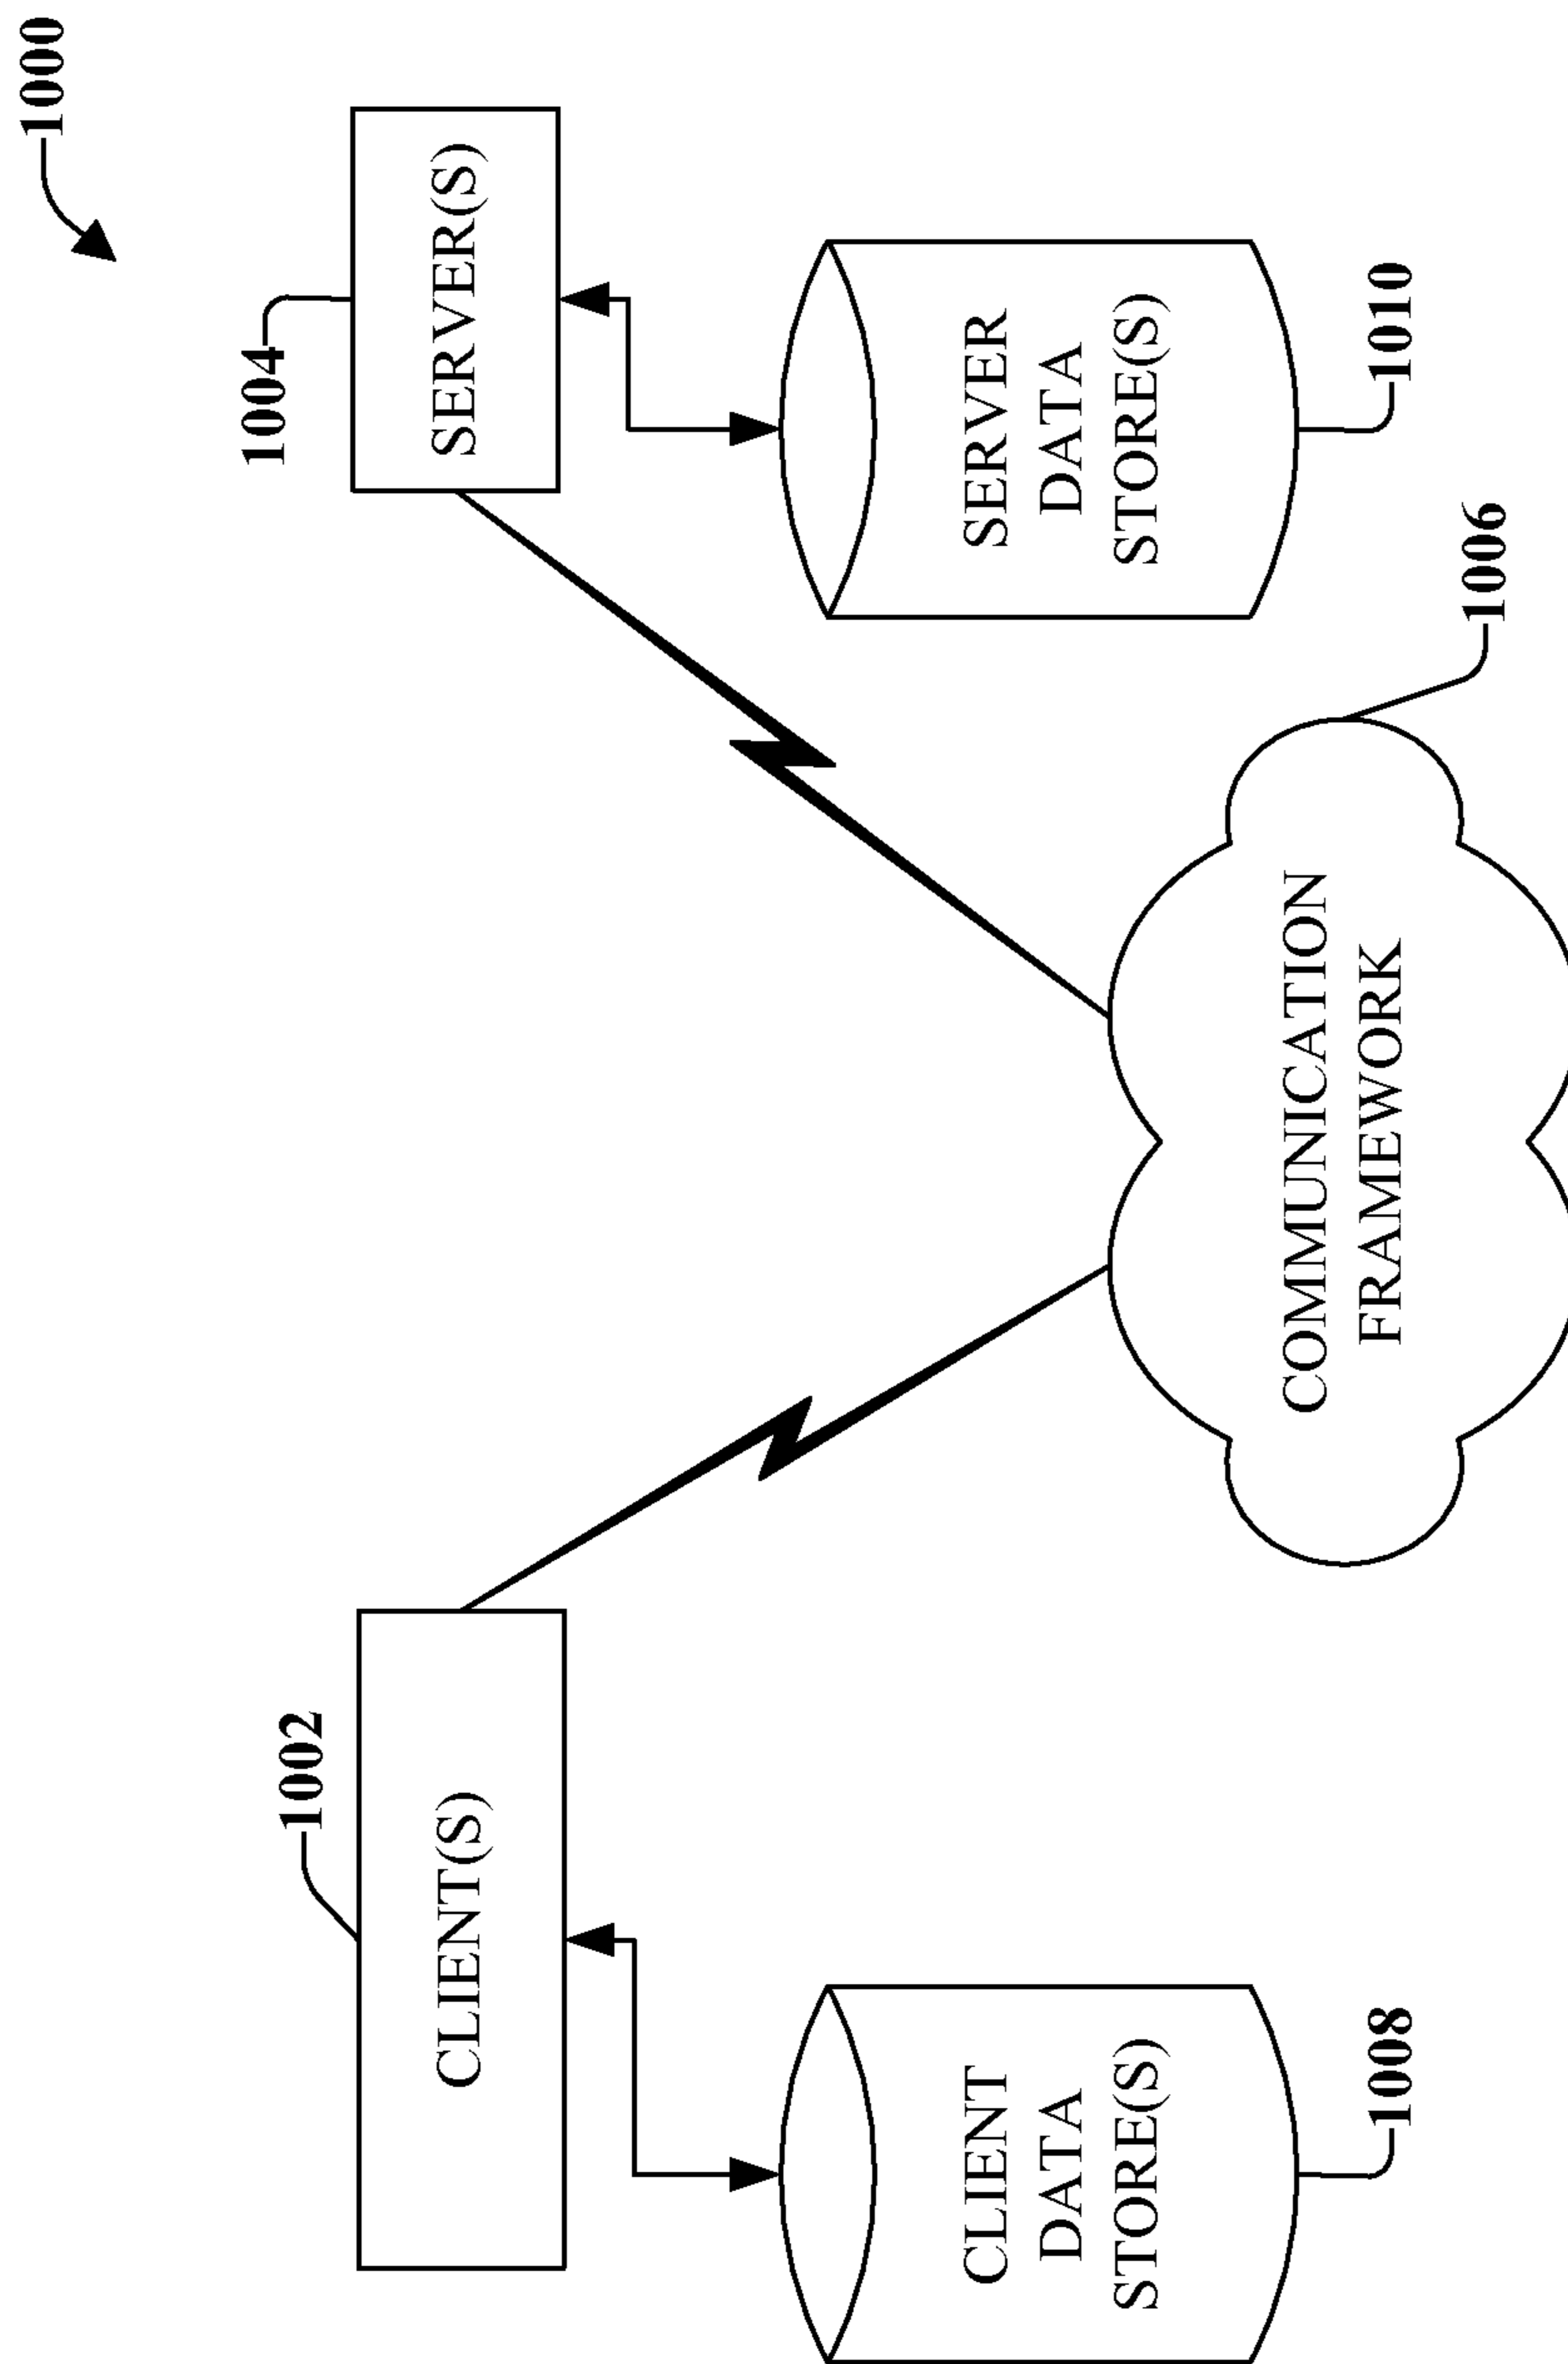 1000
1002
1004
CLIENT(S)
SERVER(S)
CLIENT
DATA
STORE(S)
SERVER
DATA
STORE(S)
COMMUNICATION
FRAMEWORK
1008
1010
1006